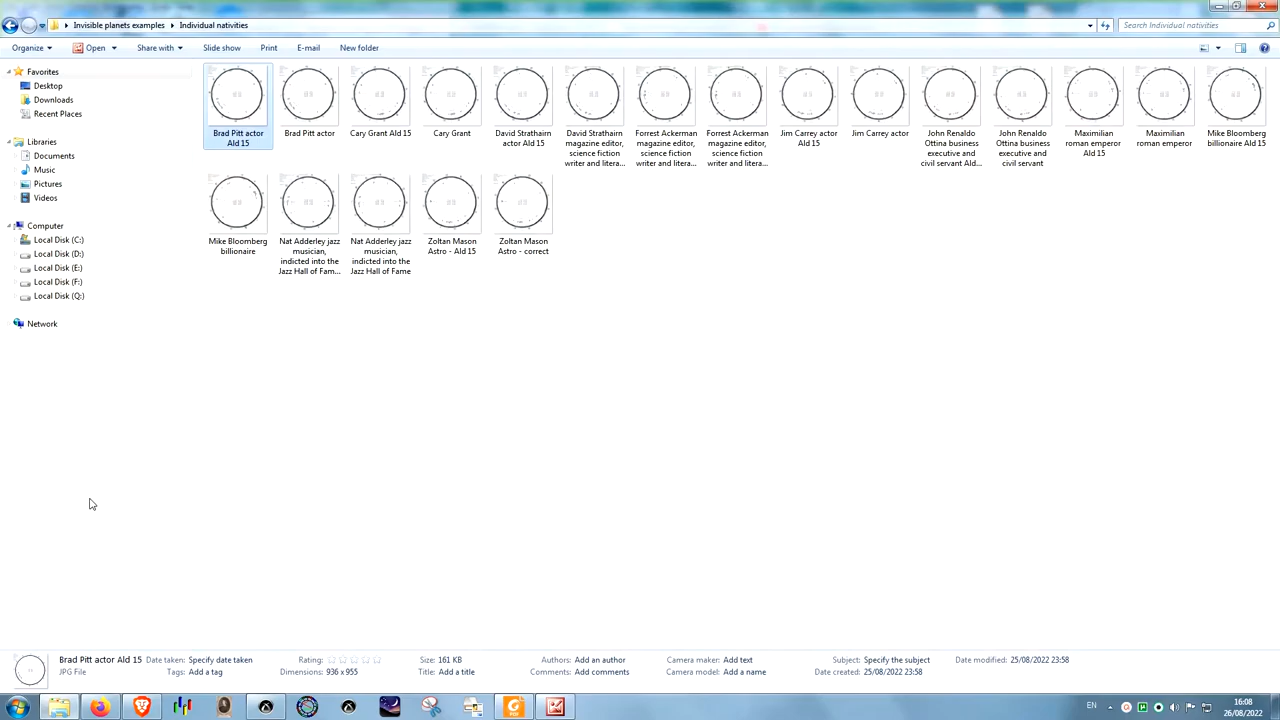 Invisible planets examples
Individual nativities
Search Individual nativities
Organize
Open
Share with
Slide show
Print
E-mail
New folder
Favorites
Desktop
Downloads
Recent Places
Libraries
Documents
Music
Pictures
Videos
Computer
Local Disk (C:)
Local Disk (D:)
Local Disk (E:)
Local Disk (F:)
Local Disk (Q:)
Network
Brad Pitt actor
Ald 15
Brad Pitt actor
Cary Grant Ald 15
Cary Grant
David Strathairn
actor Ald 15
David Strathairn
magazine editor,
science fiction
writer and litera...
Forrest Ackerman
magazine editor,
science fiction
writer and litera...
Forrest Ackerman
magazine editor,
science fiction
writer and litera...
Jim Carrey actor
Ald 15
Jim Carrey actor
John Renaldo
Ottina business
executive and
civil servant Ald...
John Renaldo
Ottina business
executive and
civil servant
Maximilian
roman emperor
Ald 15
Maximilian
roman emperor
Mike Bloomberg
billionaire Ald 15
Mike Bloomberg
billionaire
Nat Adderley jazz
musician,
indicted into the
Jazz Hall of Fam...
Nat Adderley jazz
musician,
indicted into the
Jazz Hall of Fame
Zoltan Mason
Astro - Ald 15
Zoltan Mason
Astro - correct
Brad Pitt actor Ald 15
JPG File
Date taken: Specify date taken
Tags: Add a tag
Rating:
Dimensions: 936 x 955
Size: 161 KB
Title: Add a title
Authors: Add an author
Comments: Add comments
Camera maker: Add text
Camera model: Add a name
Subject: Specify the subject
Date created: 25/08/2022 23:58
Date modified: 25/08/2022 23:58
EN
16:08
26/08/2022